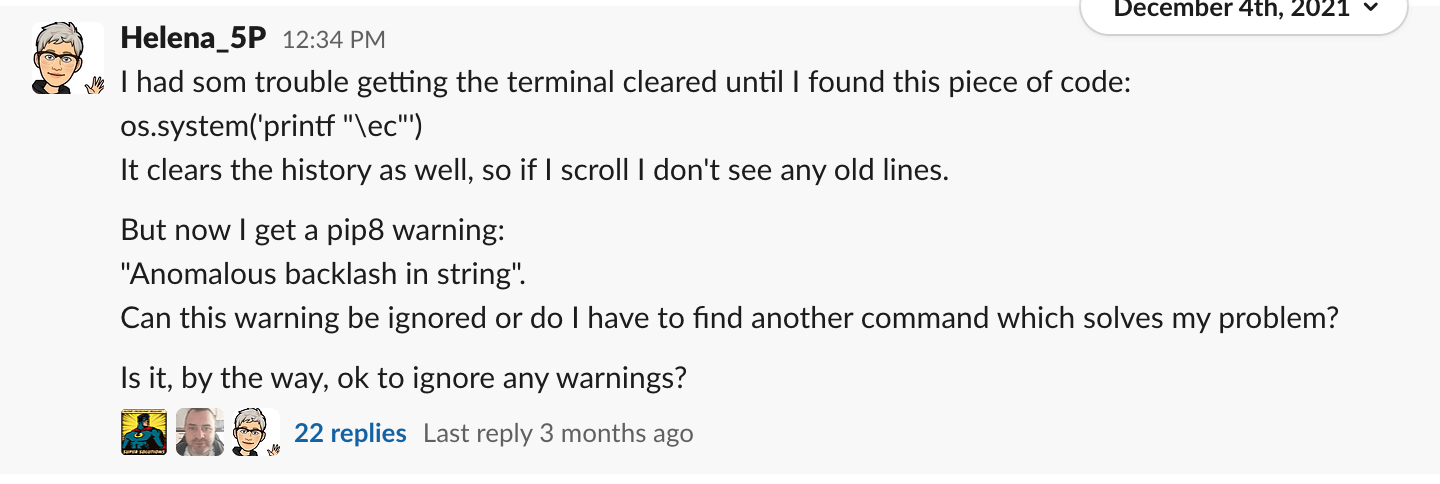 December 4th, 2021
Helena_5P 12:34 PM
I had som trouble getting the terminal cleared until I found this piece of code:
os.system('printf "\ec"')
It clears the history as well, so if I scroll I don't see any old lines.
But now I get a pip8 warning:
"Anomalous backlash in string".
Can this warning be ignored or do I have to find another command which solves my problem?
Is it, by the way, ok to ignore any warnings?
SUPER SOLUTIONS
22 replies Last reply 3 months ago